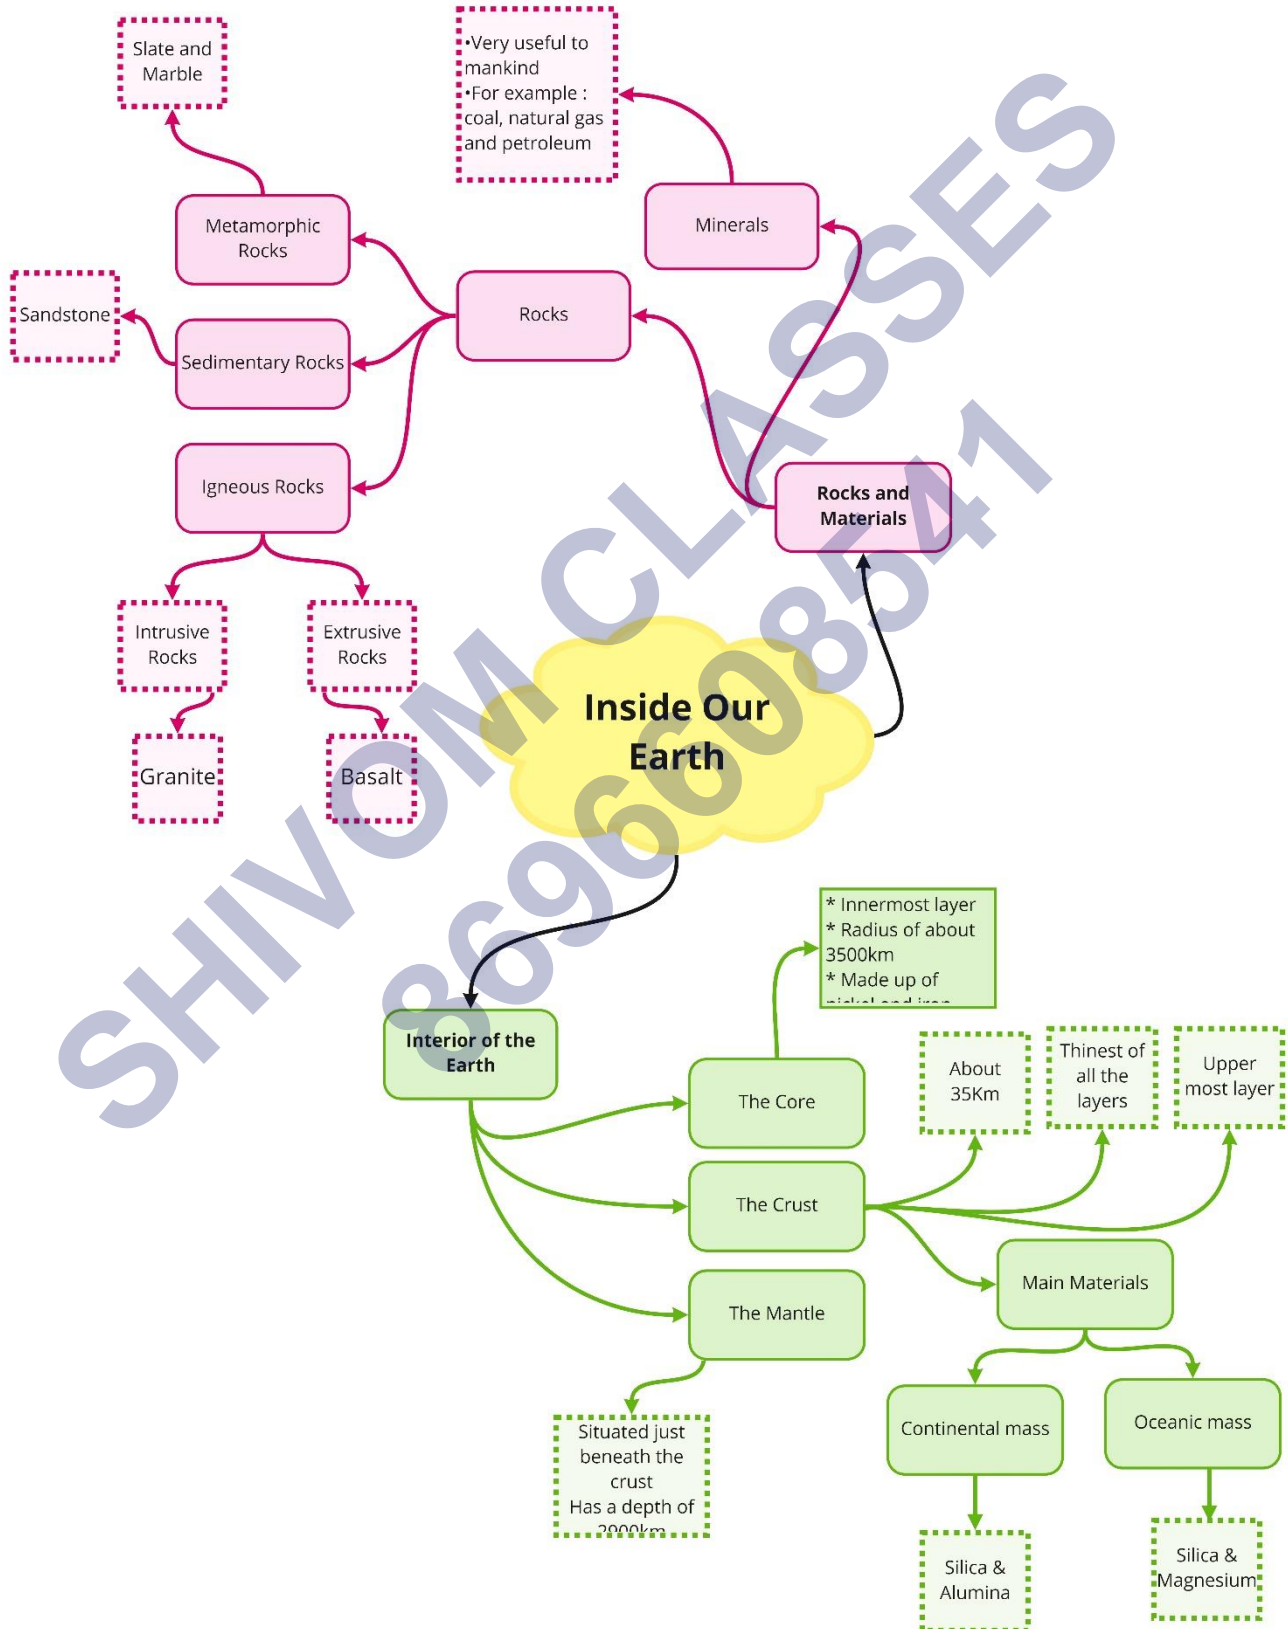 Slate and
Marble
•Very useful to
mankind
•For example :
coal, natural gas
and petroleum
Metamorphic
Rocks
Minerals
Sandstone
Rocks
Sedimentary Rocks
Igneous Rocks
Rocks and
Materials
Intrusive
Rocks
Extrusive
Rocks
Granite
Basalt
Inside Our
Earth
SHIVOM CLASSES
8696608541
* Innermost layer
* Radius of about
3500km
* Made up of
nickel and iron
Interior of the
Earth
The Core
About
35Km
Thinest of
all the
layers
Upper
most layer
The Crust
Main Materials
The Mantle
Situated just
beneath the
crust
Has a depth of
2900km
Continental mass
Oceanic mass
Silica &
Alumina
Silica &
Magnesium